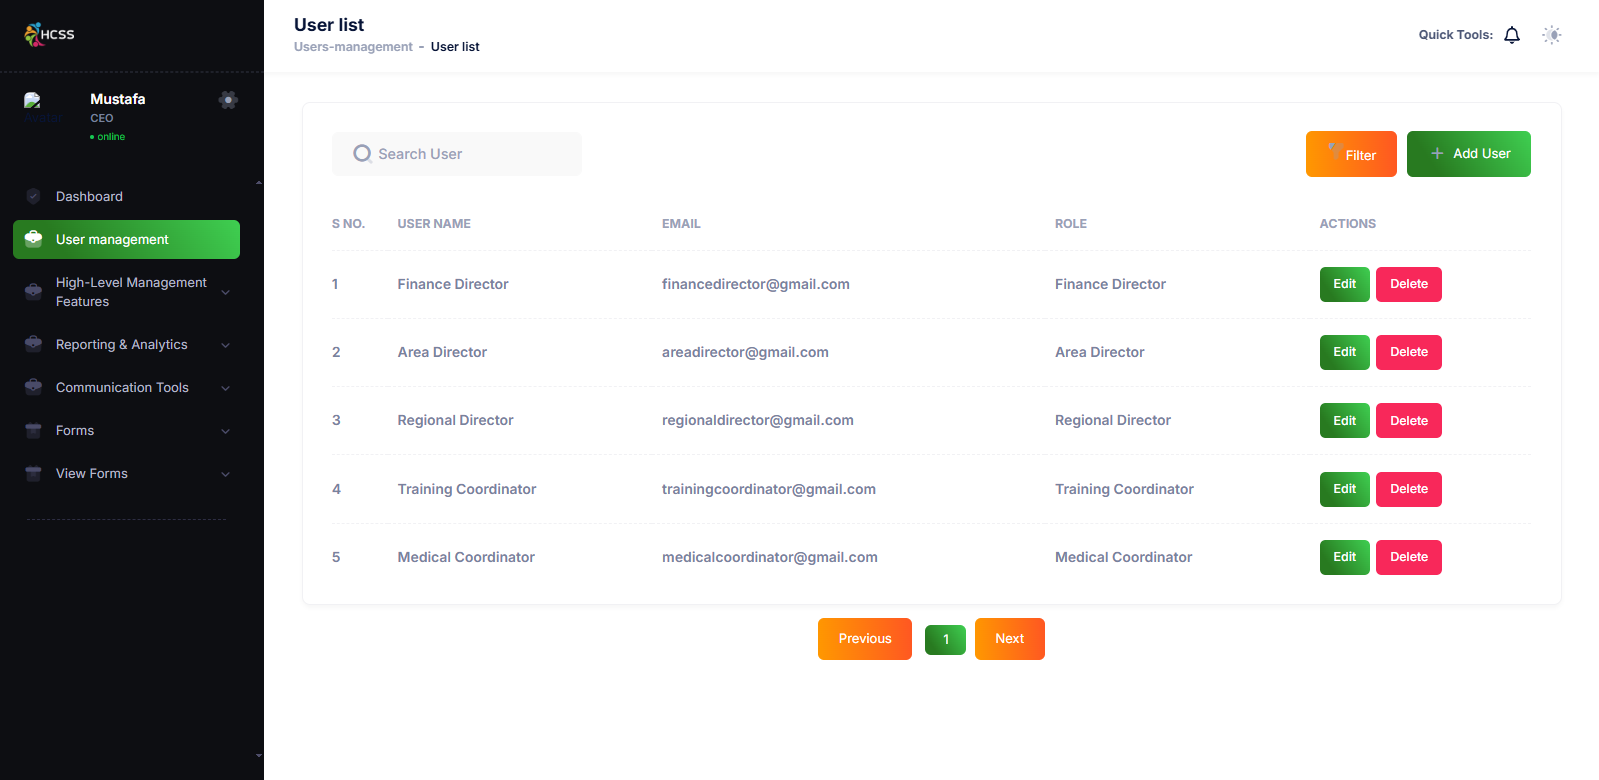 HCSS
Mustafa
CEO
online
Dashboard
User management
High-Level Management
Features
Reporting & Analytics
Communication Tools
Forms
View Forms
User list
Users-management - User list
Quick Tools:
Search User
Filter
+ Add User
S NO. USER NAME EMAIL ROLE ACTIONS
1 Finance Director financedirector@gmail.com Finance Director Edit Delete
2 Area Director areadirector@gmail.com Area Director Edit Delete
3 Regional Director regionaldirector@gmail.com Regional Director Edit Delete
4 Training Coordinator trainingcoordinator@gmail.com Training Coordinator Edit Delete
5 Medical Coordinator medicalcoordinator@gmail.com Medical Coordinator Edit Delete
Previous 1 Next